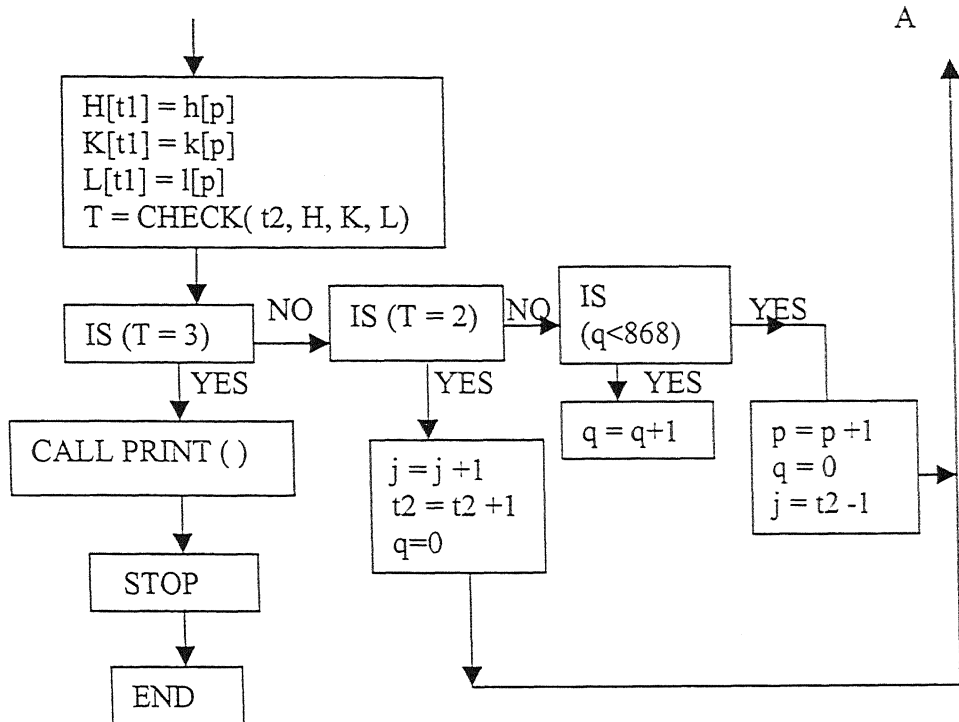 A
H[t1] = h[p]
K[t1] = k[p]
L[t1] = l[p]
T = CHECK( t2, H, K, L)
IS (T = 3)
NO
IS (T = 2)
NO
IS
(q<868)
YES
YES
YES
YES
CALL PRINT ( )
j = j +1
t2 = t2 +1
q=0
q = q+1
p = p +1
q = 0
j = t2 -1
STOP
END